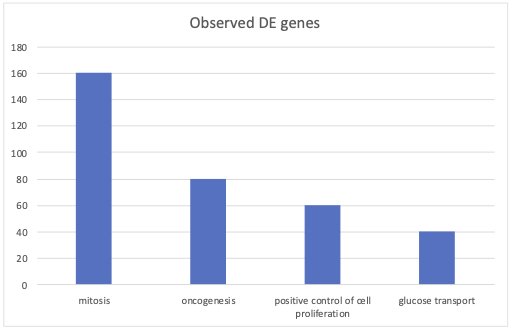 Observed DE genes
180
160
140
120
100
80
60
40
20
0
mitosis
oncogenesis
positive control of cell
proliferation
glucose transport